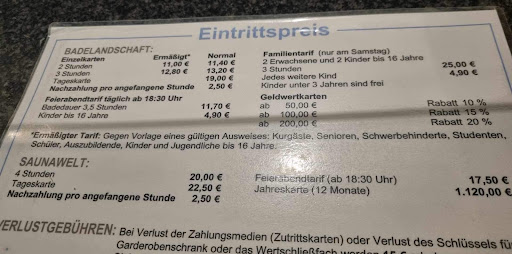 Eintrittspreis
BADELANDSCHAFT:
Einzelkarten Ermäßigt* Normal
2 Stunden 11,00 € 11,40 €
3 Stunden 12,80 € 13,20 €
Tageskarte 19,00 €
Nachzahlung pro angefangene Stunde 2,50 €
Feierabendtarif täglich ab 18:30 Uhr
Badedauer 3,5 Stunden 11,70 €
Kinder bis 16 Jahre 4,90 €
Familientarif (nur am Samstag)
2 Erwachsene und 2 Kinder bis 16 Jahre
3 Stunden 25,00 €
Jedes weitere Kind 4,90 €
Kinder unter 3 Jahren sind frei
Geldwertkarten
ab 50,00 € Rabatt 10 %
ab 100,00 € Rabatt 15 %
ab 200,00 € Rabatt 20 %
*Ermäßigter Tarif: Gegen Vorlage eines gültigen Ausweises: Kurgäste, Senioren, Schwerbehinderte, Studenten,
Schüler, Auszubildende, Kinder und Jugendliche bis 16 Jahre.
SAUNAWELT:
4 Stunden 20,00 €
Tageskarte 22,50 €
Nachzahlung pro angefangene Stunde 2,50 €
Feierabendtarif (ab 18:30 Uhr) 17,50 €
Jahreskarte (12 Monate) 1.120,00 €
VERLUSTGEBÜHREN: Bei Verlust der Zahlungsmedien (Zutrittskarten) oder Verlust des Schlüssels für
Garderobenschrank oder das Wertschließfach